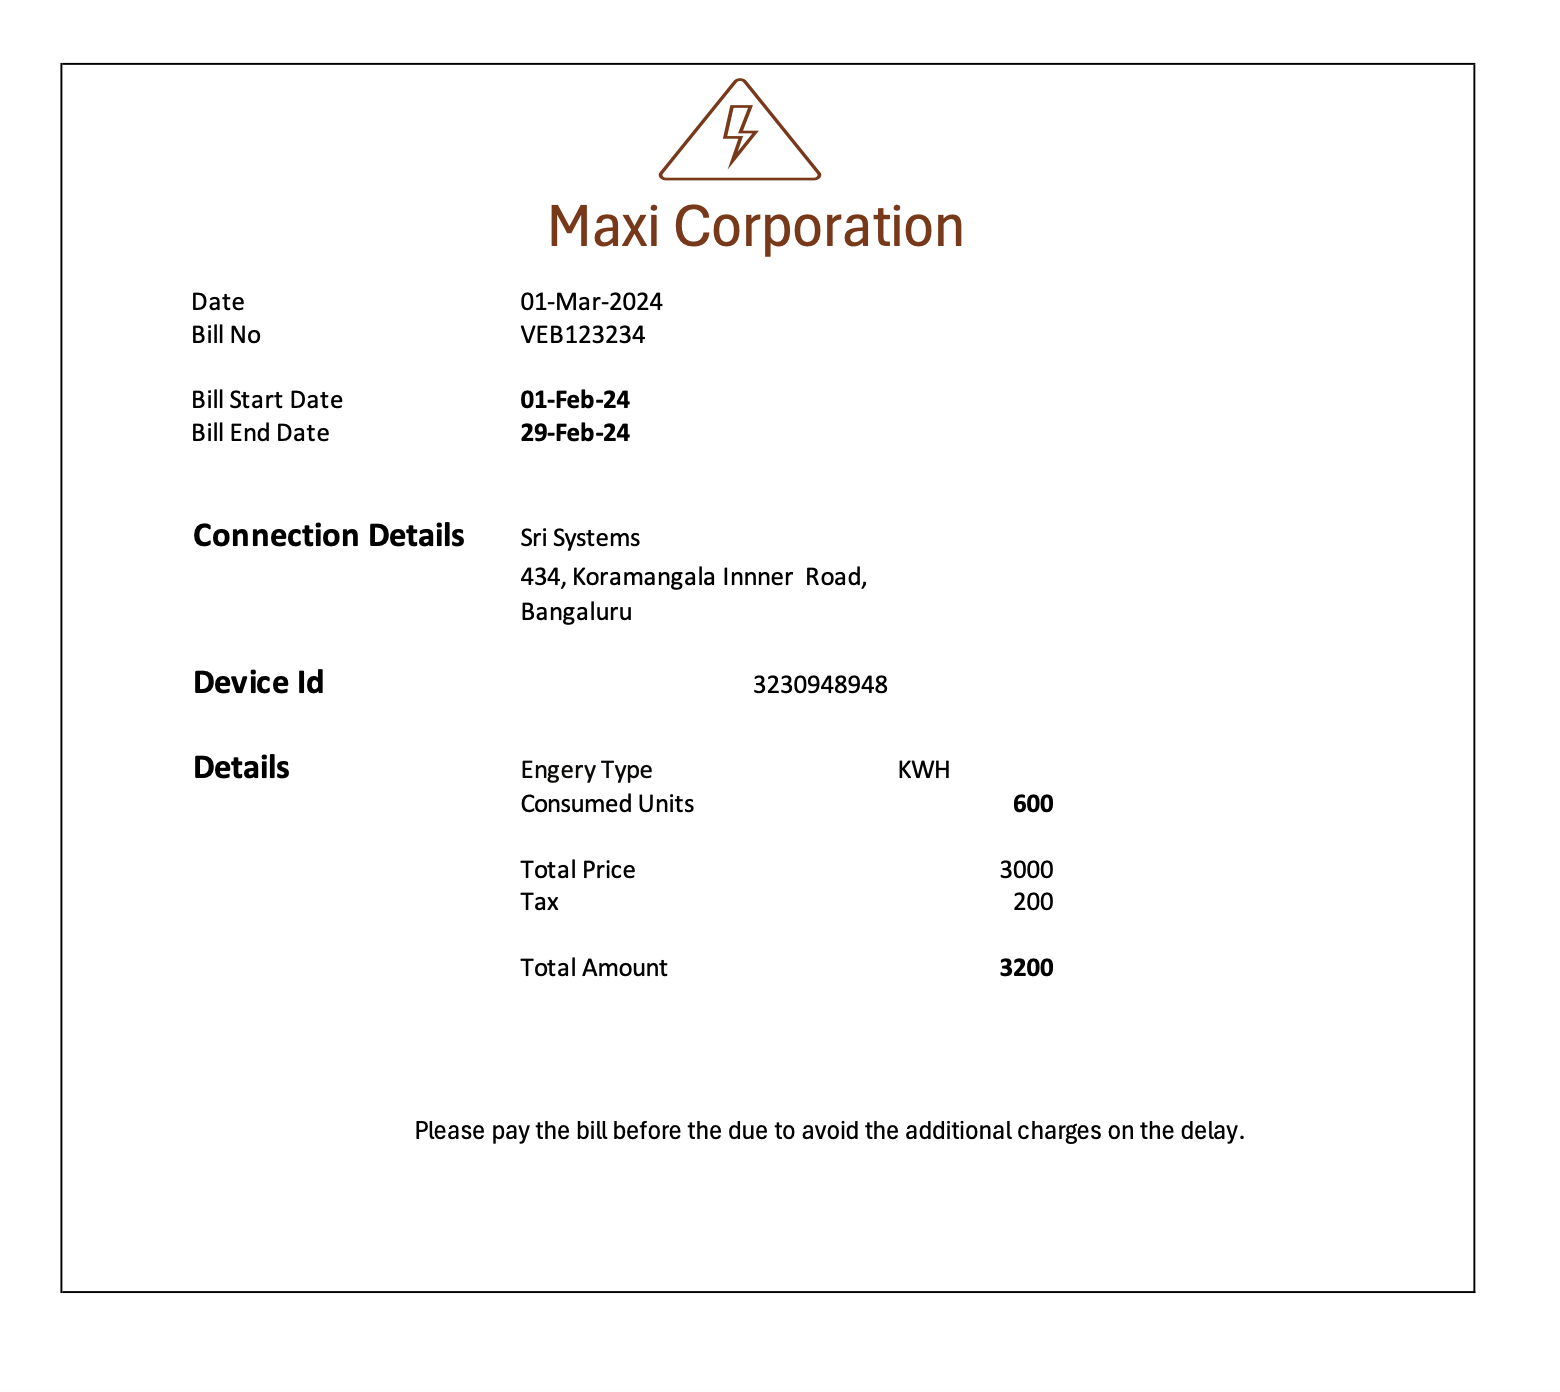 Maxi Corporation
Date 01-Mar-2024
Bill No VEB123234
Bill Start Date 01-Feb-24
Bill End Date 29-Feb-24
Connection Details Sri Systems
434, Koramangala Innner Road,
Bangaluru
Device Id 3230948948
Details Engery Type KWH
Consumed Units 600
Total Price 3000
Tax 200
Total Amount 3200
Please pay the bill before the due to avoid the additional charges on the delay.